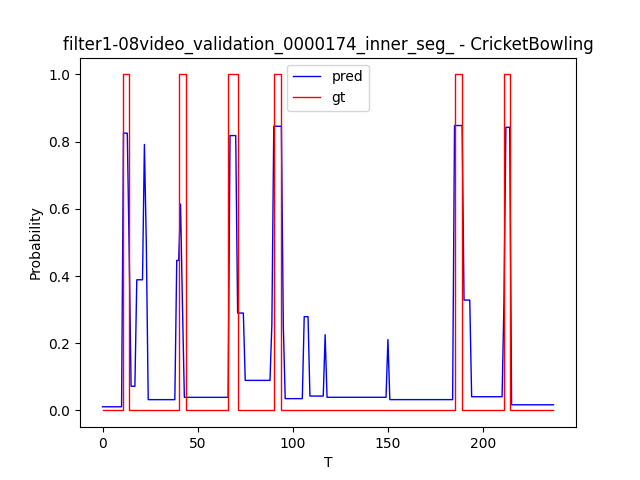 filter1-08video_validation_0000174_inner_seg_ - CricketBowling
pred
gt
1.0
0.8
0.6
0.4
0.2
0.0
Probability
0
50
100
150
200
T